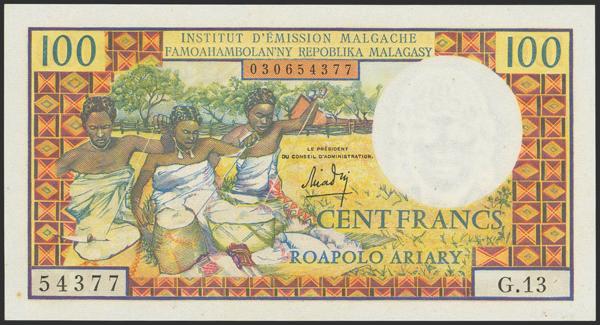 INSTITUT D'ÉMISSION MALGACHE
FAMOAHAMBOLAN'NY REPOBLIKA MALAGASY
100
100
030654377
LE PRÉSIDENT
DU CONSEIL D'ADMINISTRATION,
CENT FRANCS
ROAPOLO ARIARY
54377
G.13